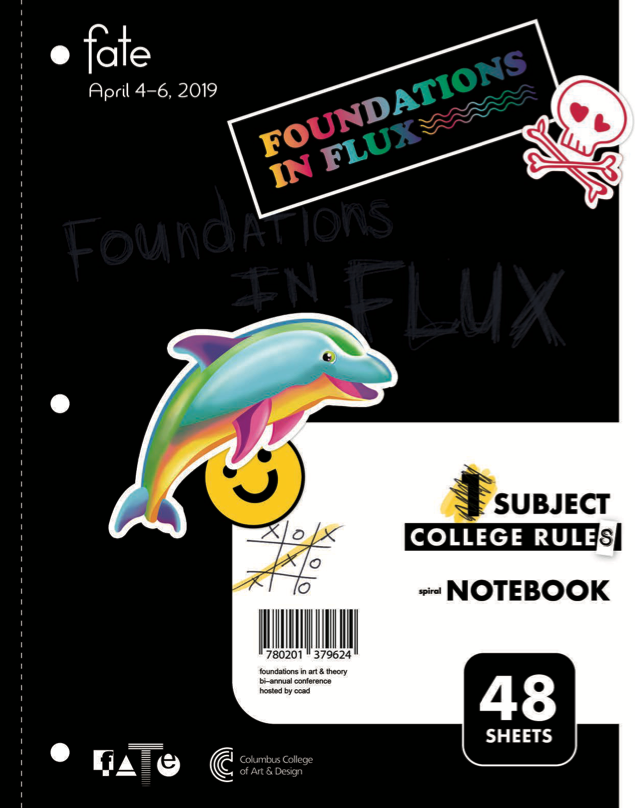 fate
April 4–6, 2019
FOUNDATIONS
IN FLUX
Foundations
IN FLUX
1 SUBJECT
COLLEGE RULES
spiral NOTEBOOK
X O X
X O
X O
780201 379624
foundations in art & theory
bi–annual conference
hosted by ccad
48
SHEETS
fATe
Columbus College
of Art & Design